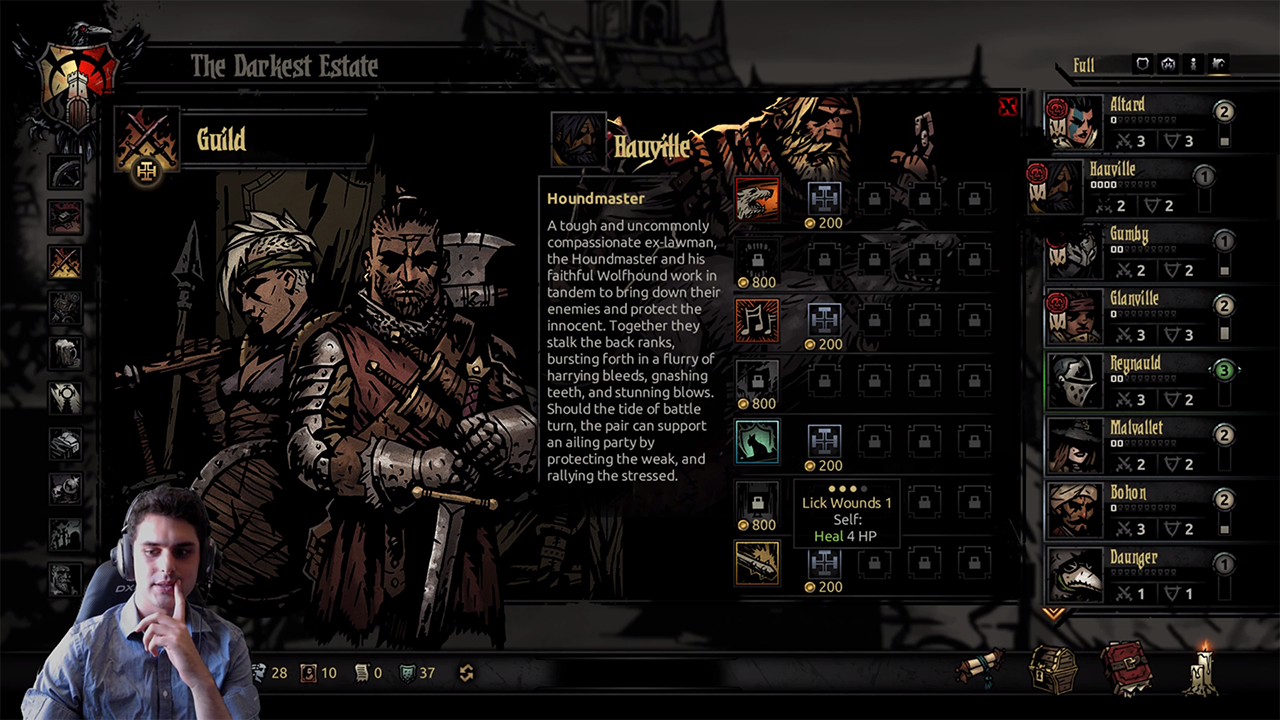 The Darkest Estate
Full
Guild
Hauville
Houndmaster
A tough and uncommonly
compassionate ex-lawman,
the Houndmaster and his
faithful Wolfhound work in
tandem to bring down their
enemies and protect the
innocent. Together they
stalk the back ranks,
bursting forth in a flurry of
harrying bleeds, gnashing
teeth, and stunning blows.
Should the tide of battle
turn, the pair can support
an ailing party by
protecting the weak, and
rallying the stressed.
200
800
200
800
200
800
200
Lick Wounds 1
Self:
Heal 4 HP
Altard
2
3 3
Hauville
1
2 2
Gumby
1
2 2
Glanville
2
3 3
Reynauld
3
3 2
Malvallet
2
2 2
Bohon
2
3 2
Daunger
1
1 1
DX
28 10 0 37